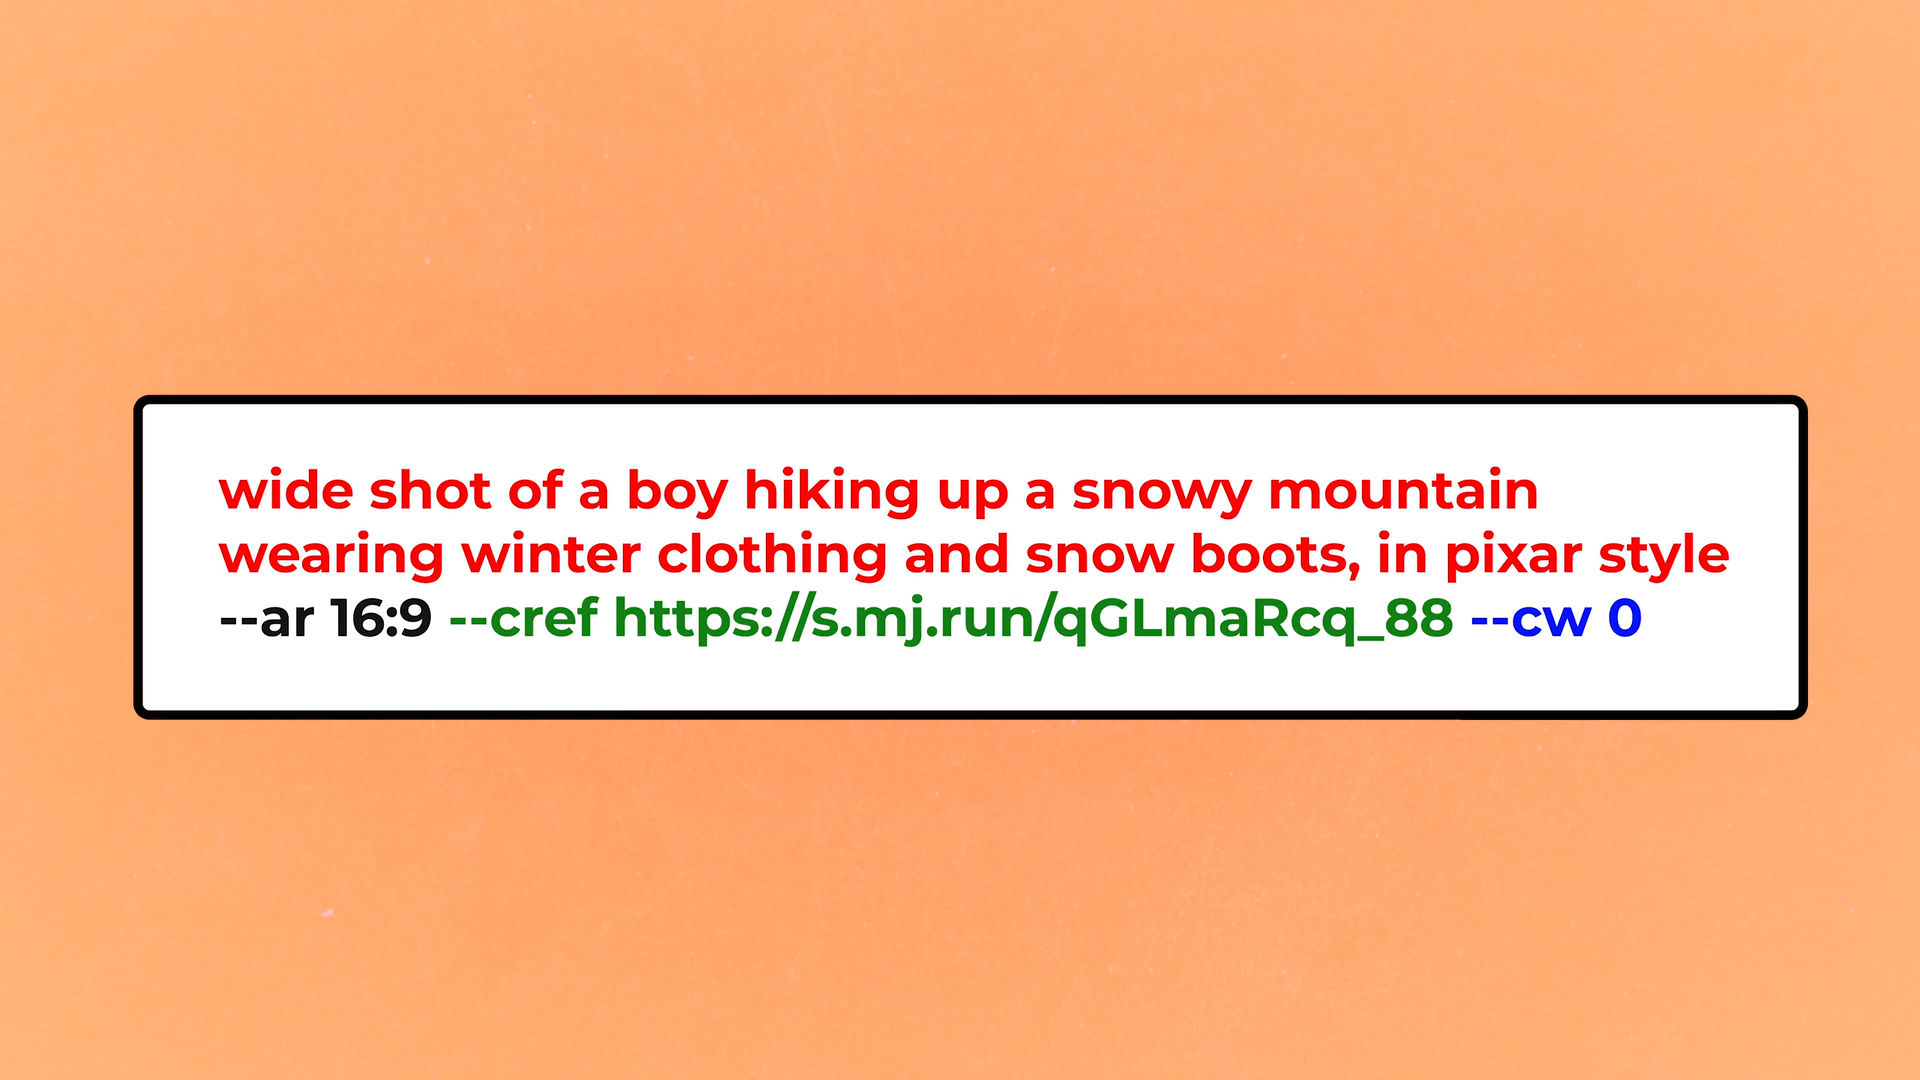 wide shot of a boy hiking up a snowy mountain
wearing winter clothing and snow boots, in pixar style
--ar 16:9 --cref https://s.mj.run/qGLmaRcq_88 --cw 0